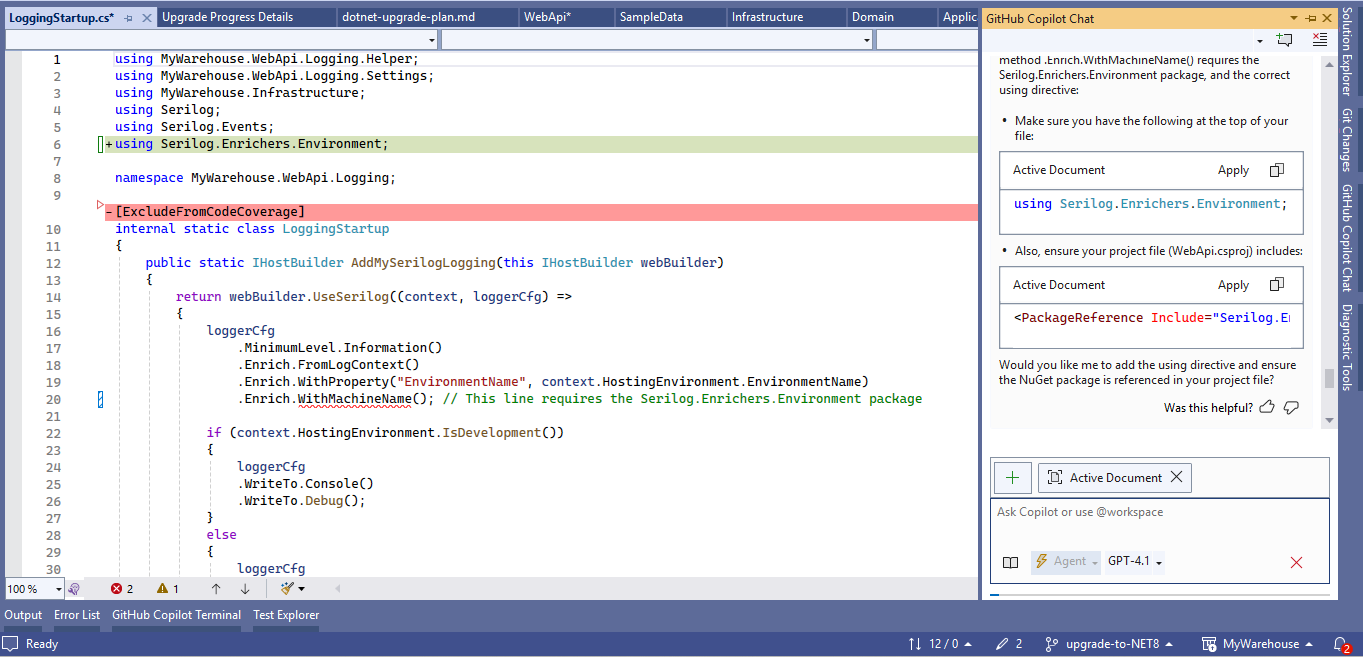 LoggingStartup.cs*
Upgrade Progress Details
dotnet-upgrade-plan.md
WebApi*
SampleData
Infrastructure
Domain
Applic
1 using MyWarehouse.WebApi.Logging.Helper;
2 using MyWarehouse.WebApi.Logging.Settings;
3 using MyWarehouse.Infrastructure;
4 using Serilog;
5 using Serilog.Events;
6 +using Serilog.Enrichers.Environment;
7
8 namespace MyWarehouse.WebApi.Logging;
9
-[ExcludeFromCodeCoverage]
10 internal static class LoggingStartup
11 {
12 public static IHostBuilder AddMySerilogLogging(this IHostBuilder webBuilder)
13 {
14 return webBuilder.UseSerilog((context, loggerCfg) =>
15 {
16 loggerCfg
17 .MinimumLevel.Information()
18 .Enrich.FromLogContext()
19 .Enrich.WithProperty("EnvironmentName", context.HostingEnvironment.EnvironmentName)
20 .Enrich.WithMachineName(); // This line requires the Serilog.Enrichers.Environment package
21
22 if (context.HostingEnvironment.IsDevelopment())
23 {
24 loggerCfg
25 .WriteTo.Console()
26 .WriteTo.Debug();
27 }
28 else
29 {
30 loggerCfg
100 %
2
1
GitHub Copilot Chat
method .Enrich.WithMachineName() requires the
Serilog.Enrichers.Environment package, and the correct
using directive:
• Make sure you have the following at the top of your
file:
Active Document Apply
using Serilog.Enrichers.Environment;
• Also, ensure your project file (WebApi.csproj) includes:
Active Document Apply
<PackageReference Include="Serilog.En
Would you like me to add the using directive and ensure
the NuGet package is referenced in your project file?
Was this helpful?
Active Document
Ask Copilot or use @workspace
Agent
GPT-4.1
Solution Explorer
Git Changes
GitHub Copilot Chat
Diagnostic Tools
Output
Error List
GitHub Copilot Terminal
Test Explorer
Ready
12 / 0
2
upgrade-to-NET8
MyWarehouse
2